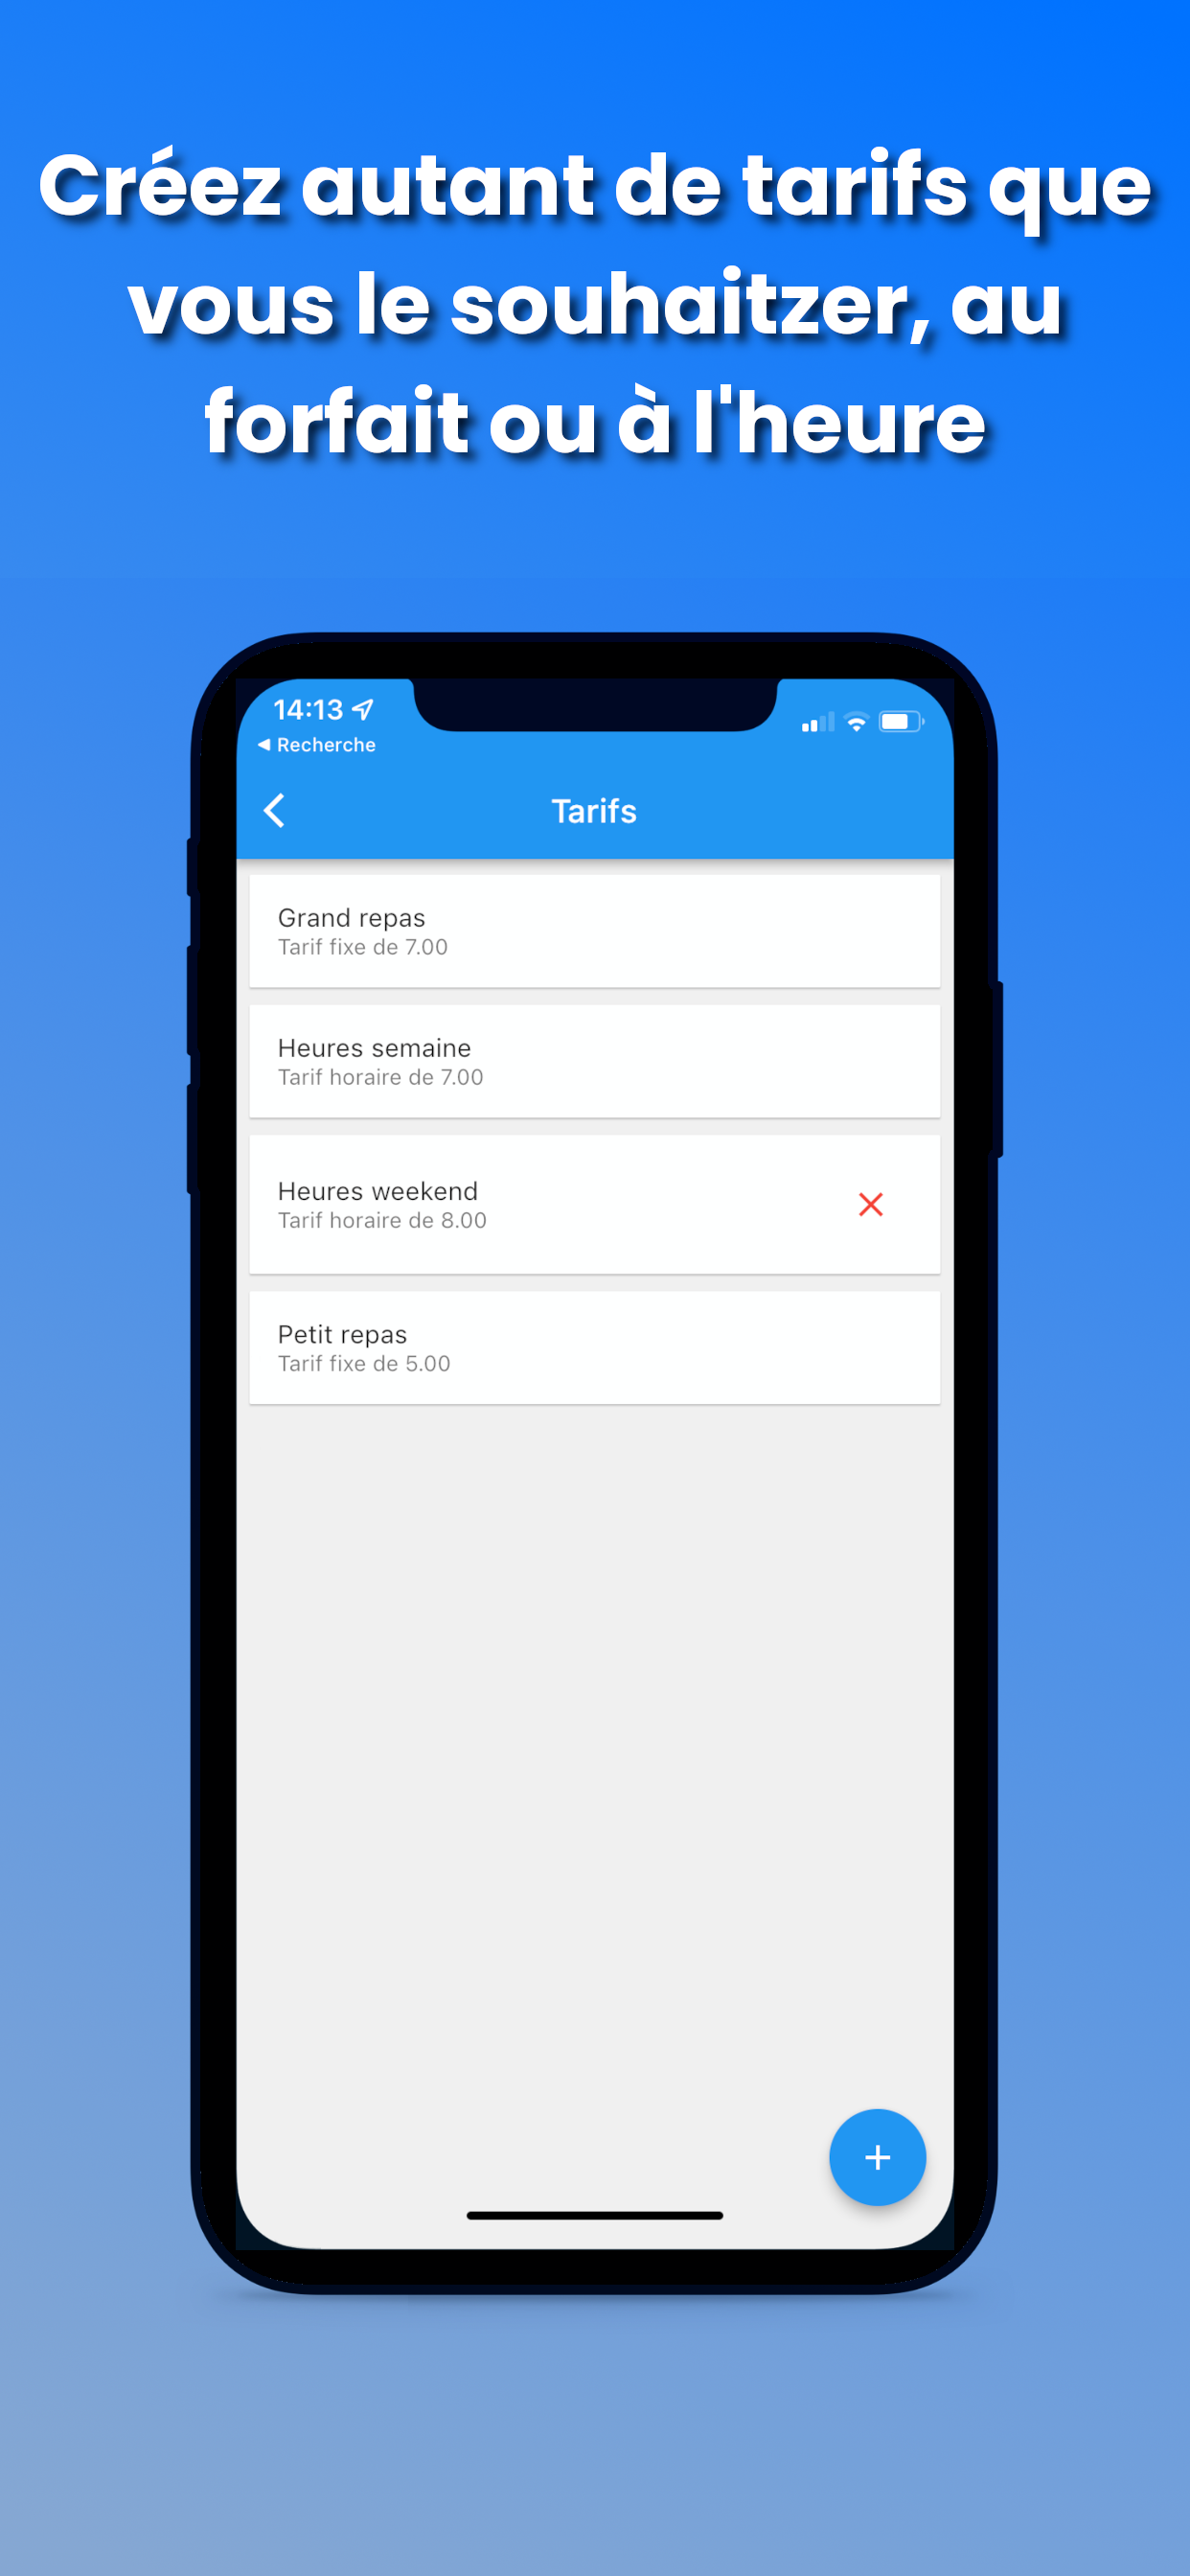 Créez autant de tarifs que
vous le souhaitzer, au
forfait ou à l'heure
14:13
Recherche
Tarifs
Grand repas
Tarif fixe de 7.00
Heures semaine
Tarif horaire de 7.00
Heures weekend
Tarif horaire de 8.00
Petit repas
Tarif fixe de 5.00